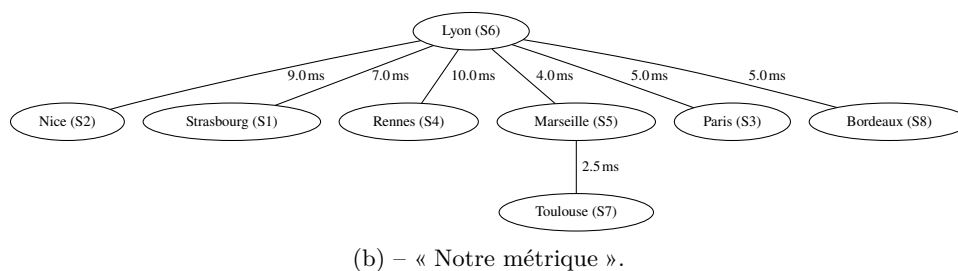 Lyon (S6)
9.0 ms 7.0 ms 10.0 ms 4.0 ms 5.0 ms 5.0 ms
Nice (S2) Strasbourg (S1) Rennes (S4) Marseille (S5) Paris (S3) Bordeaux (S8)
2.5 ms
Toulouse (S7)
(b) – « Notre métrique ».